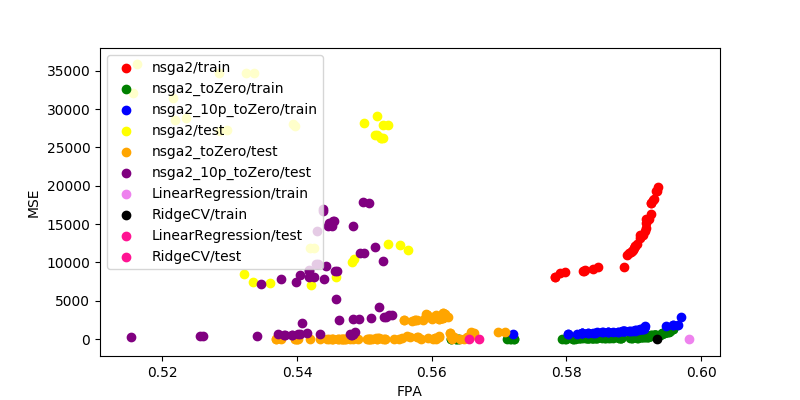 35000
30000
25000
20000
15000
10000
5000
0
MSE
nsga2/train
nsga2_toZero/train
nsga2_10p_toZero/train
nsga2/test
nsga2_toZero/test
nsga2_10p_toZero/test
LinearRegression/train
RidgeCV/train
LinearRegression/test
RidgeCV/test
0.52 0.54 0.56 0.58 0.60
FPA